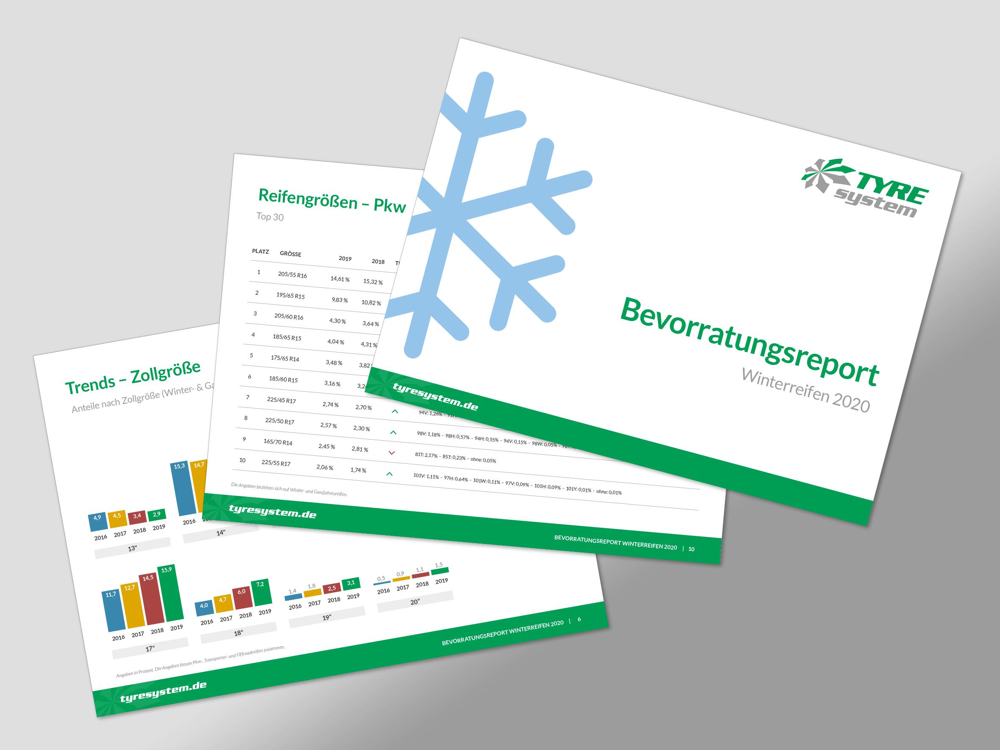 TYRE
system
Bevorratungsreport
Winterreifen 2020
tyresystem.de
Reifengrößen – Pkw
Top 30
PLATZ GRÖSSE 2019 2018
1 205/55 R16 14,61 % 15,32 %
2 195/65 R15 9,83 % 10,82 %
3 205/60 R16 4,30 % 3,64 %
4 185/65 R15 4,04 % 4,31 %
5 175/65 R14 3,48 % 3,82
6 185/60 R15 3,16 %
7 225/45 R17 2,74 % 2,70 % 94V: 1,26% -
8 225/50 R17 2,57 % 2,30 % 98V: 1,18% - 98H: 0,57% - 94H: 0,55% - 94V: 0,15% - 98W: 0,05% -
9 165/70 R14 2,45 % 2,81 % 81T: 2,17% - 85T: 0,23% - ohne: 0,05%
10 225/55 R17 2,06 % 1,74 % 101V: 1,11% - 97H: 0,64% - 101W: 0,11% - 97V: 0,09% - 101H: 0,09% - 101Y: 0,01% - ohne: 0,01%
Die Angaben beziehen sich auf Winter- und Ganzjahresreifen.
tyresystem.de
BEVORRATUNGSREPORT WINTERREIFEN 2020 | 10
Trends – Zollgröße
Anteile nach Zollgröße (Winter- & Ga
4,9 4,5 3,4 2,9
2016 2017 2018 2019
13"
15,3 14,7
2016
14"
11,7 12,7 14,5 15,9
2016 2017 2018 2019
17"
4,0 4,7 6,0 7,2
2016 2017 2018 2019
18"
1,4 1,8 2,5 3,1
2016 2017 2018 2019
19"
0,5 0,9 1,1 1,5
2016 2017 2018 2019
20"
Angaben in Prozent. Die Angaben fassen Pkw-, Transporter- und Offroadreifen zusammen.
tyresystem.de
BEVORRATUNGSREPORT WINTERREIFEN 2020 | 6